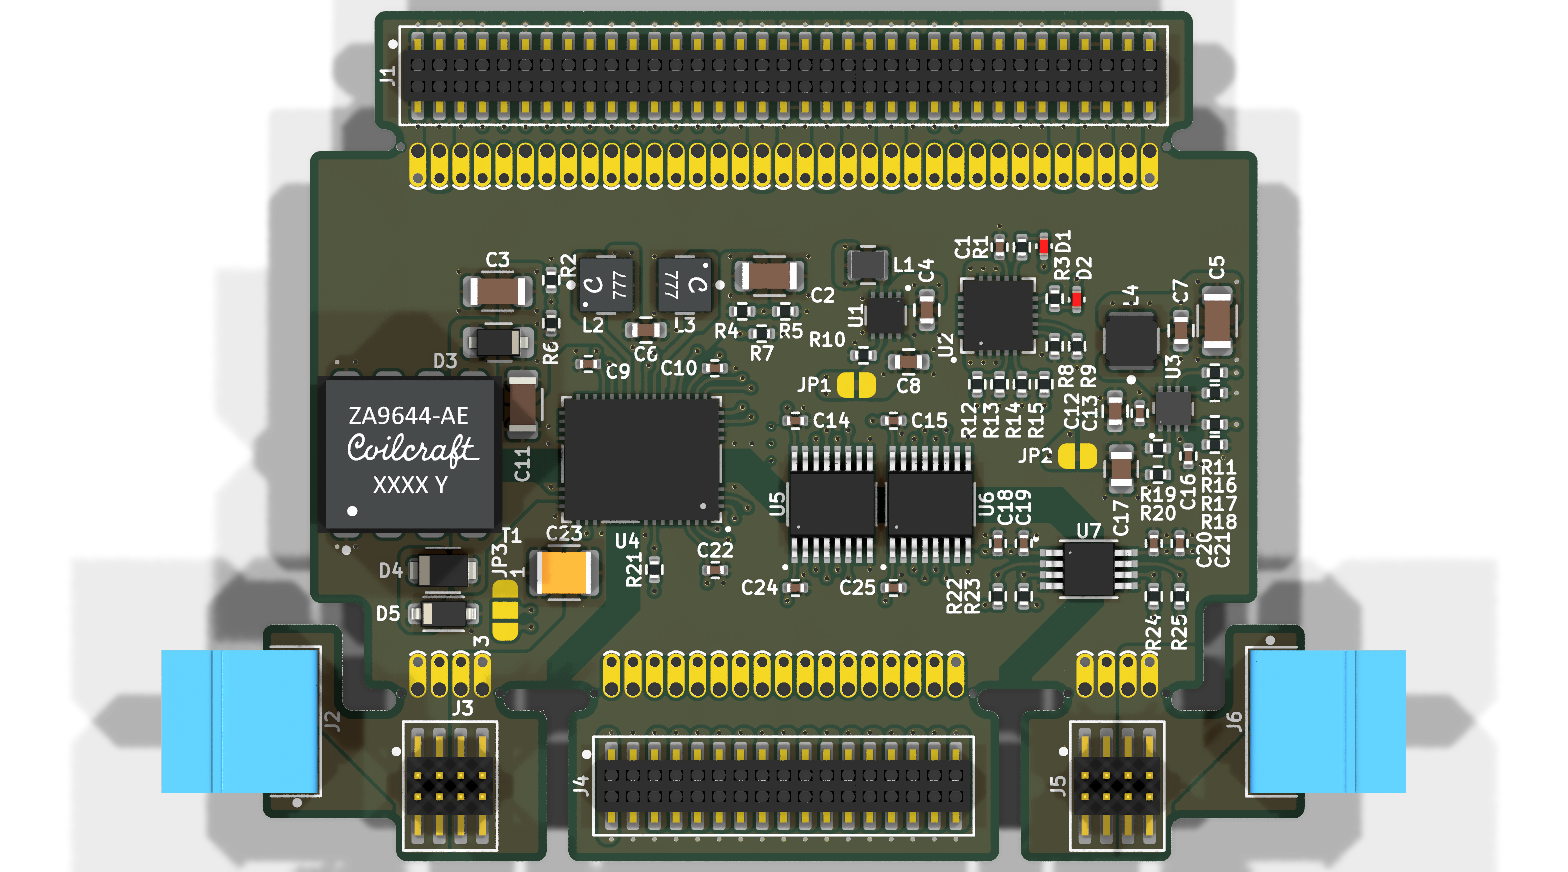 J1
C3
R2
C
777
777
C
L2
L3
C2
R4
R5
R7
R6
C6
C9
C10
D3
L1
C4
U1
R10
JP1
C8
C1
R1
D1
R3
D2
U2
L4
C7
C5
U3
R8
R9
R12
R13
R14
R15
C12
C13
JP2
ZA9644-AE
Coilcraft
XXXX Y
C11
C14
C15
U5
U6
C18
C19
C17
R19
R20
C16
R11
R16
R17
R18
C20
C21
U7
T1
JP3
1
3
C23
U4
R21
C22
C24
C25
R22
R23
R24
R25
D4
D5
J2
J3
J4
J5
J6